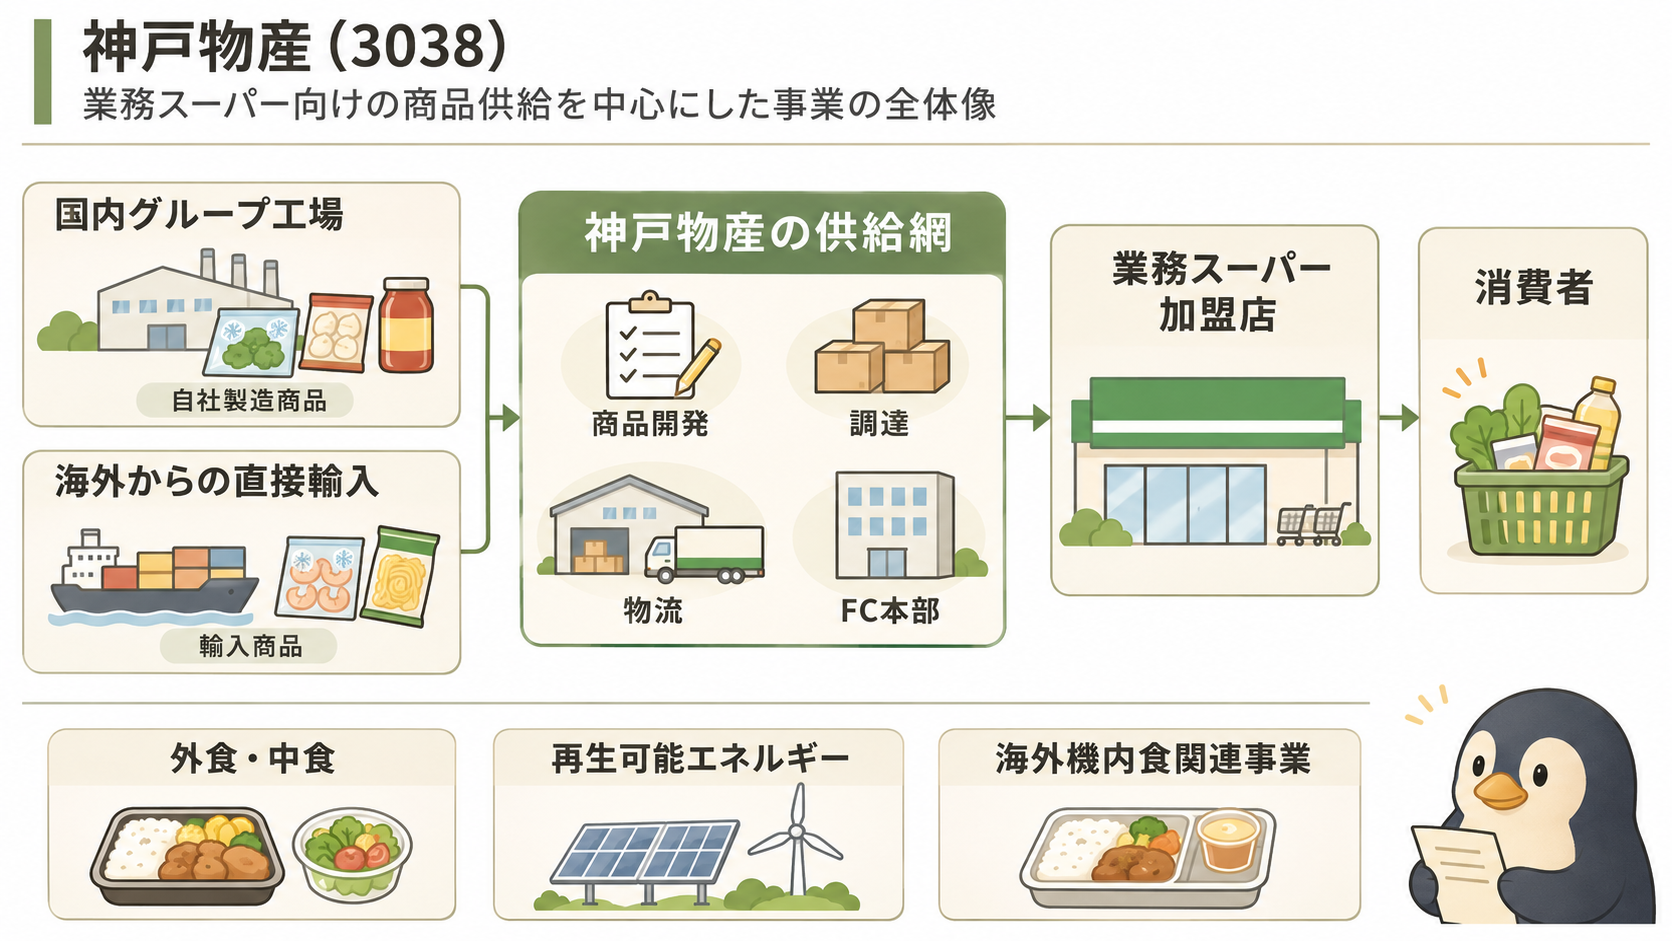 神戸物産(3038)
業務スーパー向けの商品供給を中心にした事業の全体像
国内グループ工場
自社製造商品
海外からの直接輸入
輸入商品
神戸物産の供給網
商品開発
調達
物流
FC本部
業務スーパー
加盟店
消費者
外食・中食
再生可能エネルギー
海外機内食関連事業